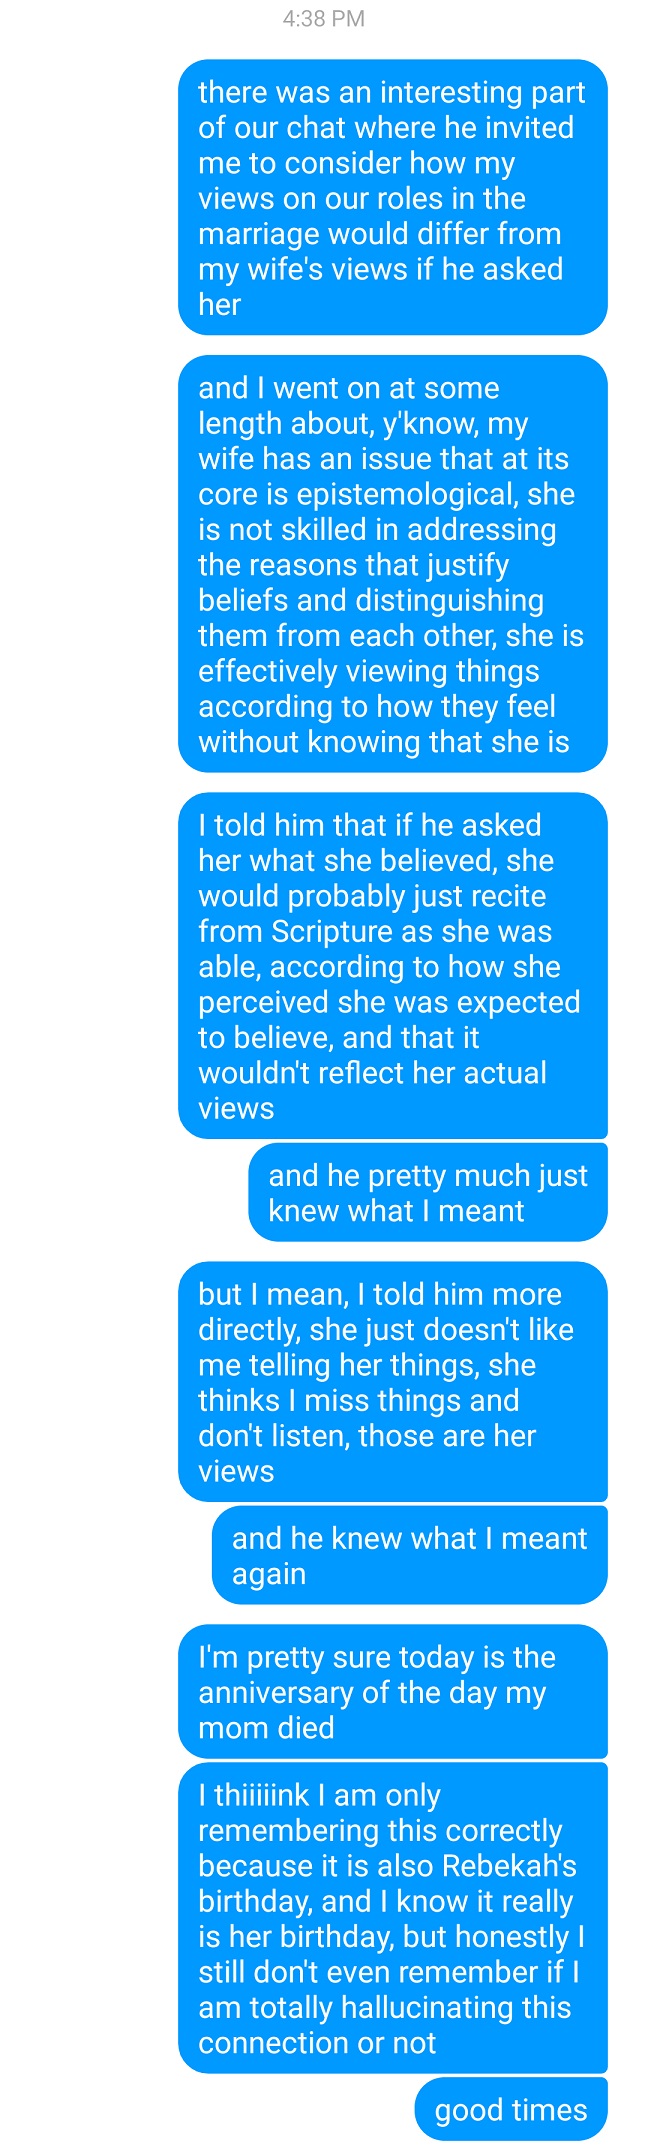 4:38 PM
there was an interesting part
of our chat where he invited
me to consider how my
views on our roles in the
marriage would differ from
my wife's views if he asked
her
and I went on at some
length about, y'know, my
wife has an issue that at its
core is epistemological, she
is not skilled in addressing
the reasons that justify
beliefs and distinguishing
them from each other, she is
effectively viewing things
according to how they feel
without knowing that she is
I told him that if he asked
her what she believed, she
would probably just recite
from Scripture as she was
able, according to how she
perceived she was expected
to believe, and that it
wouldn't reflect her actual
views
and he pretty much just
knew what I meant
but I mean, I told him more
directly, she just doesn't like
me telling her things, she
thinks I miss things and
don't listen, those are her
views
and he knew what I meant
again
I'm pretty sure today is the
anniversary of the day my
mom died
I thiiiiink I am only
remembering this correctly
because it is also Rebekah's
birthday, and I know it really
is her birthday, but honestly I
still don't even remember if I
am totally hallucinating this
connection or not
good times